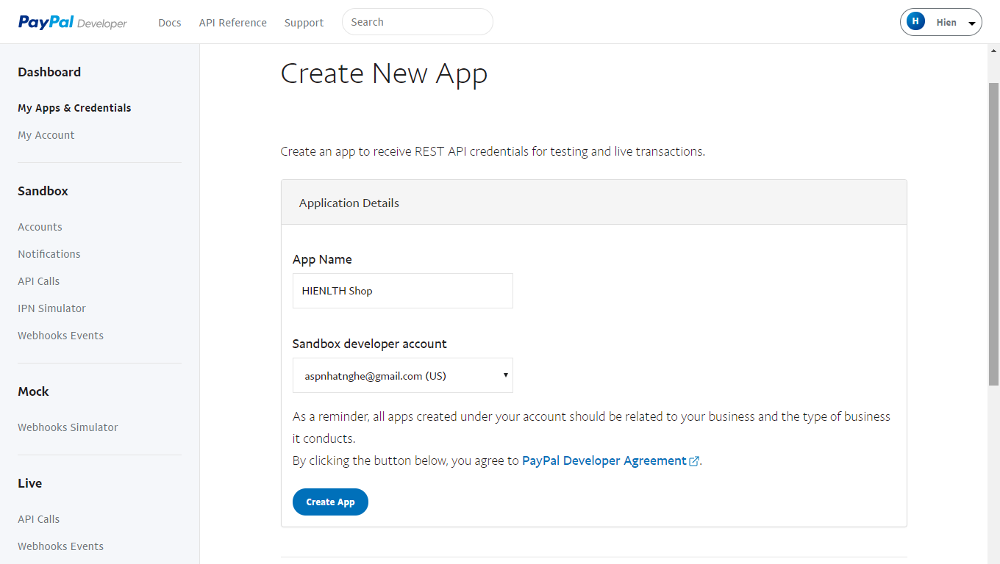 PayPal Developer
Docs
API Reference
Support
Search
H
Hien
Dashboard
My Apps & Credentials
My Account
Sandbox
Accounts
Notifications
API Calls
IPN Simulator
Webhooks Events
Mock
Webhooks Simulator
Live
API Calls
Webhooks Events
Create New App
Create an app to receive REST API credentials for testing and live transactions.
Application Details
App Name
HIENLTH Shop
Sandbox developer account
aspnhatnghe@gmail.com (US)
As a reminder, all apps created under your account should be related to your business and the type of business
it conducts.
By clicking the button below, you agree to PayPal Developer Agreement.
Create App